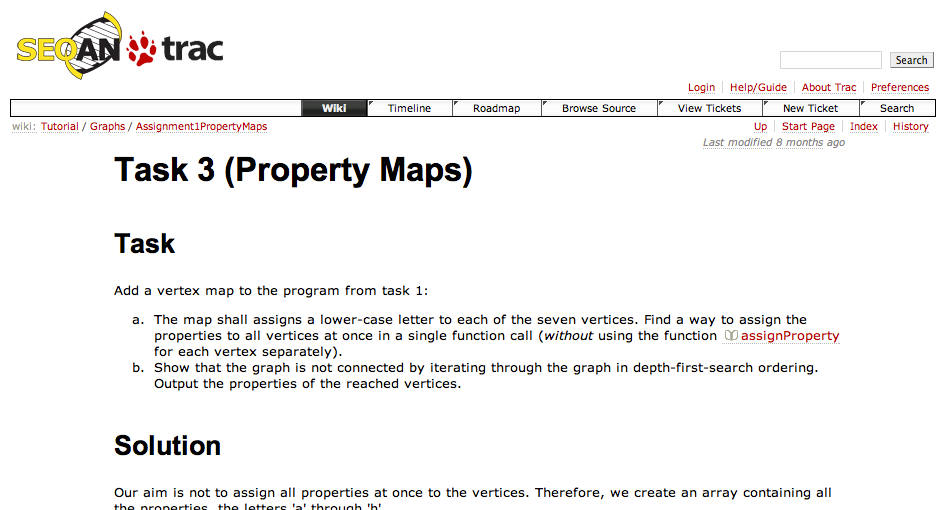 SEQAN trac
Search
Login Help/Guide About Trac Preferences
Wiki Timeline Roadmap Browse Source View Tickets New Ticket Search
wiki: Tutorial / Graphs / Assignment1PropertyMaps Up Start Page Index History
Last modified 8 months ago
Task 3 (Property Maps)
Task
Add a vertex map to the program from task 1:
a. The map shall assigns a lower-case letter to each of the seven vertices. Find a way to assign the
properties to all vertices at once in a single function call (without using the function assignProperty
for each vertex separately).
b. Show that the graph is not connected by iterating through the graph in depth-first-search ordering.
Output the properties of the reached vertices.
Solution
Our aim is not to assign all properties at once to the vertices. Therefore, we create an array containing all
the properties, the letters 'a' through 'h'.